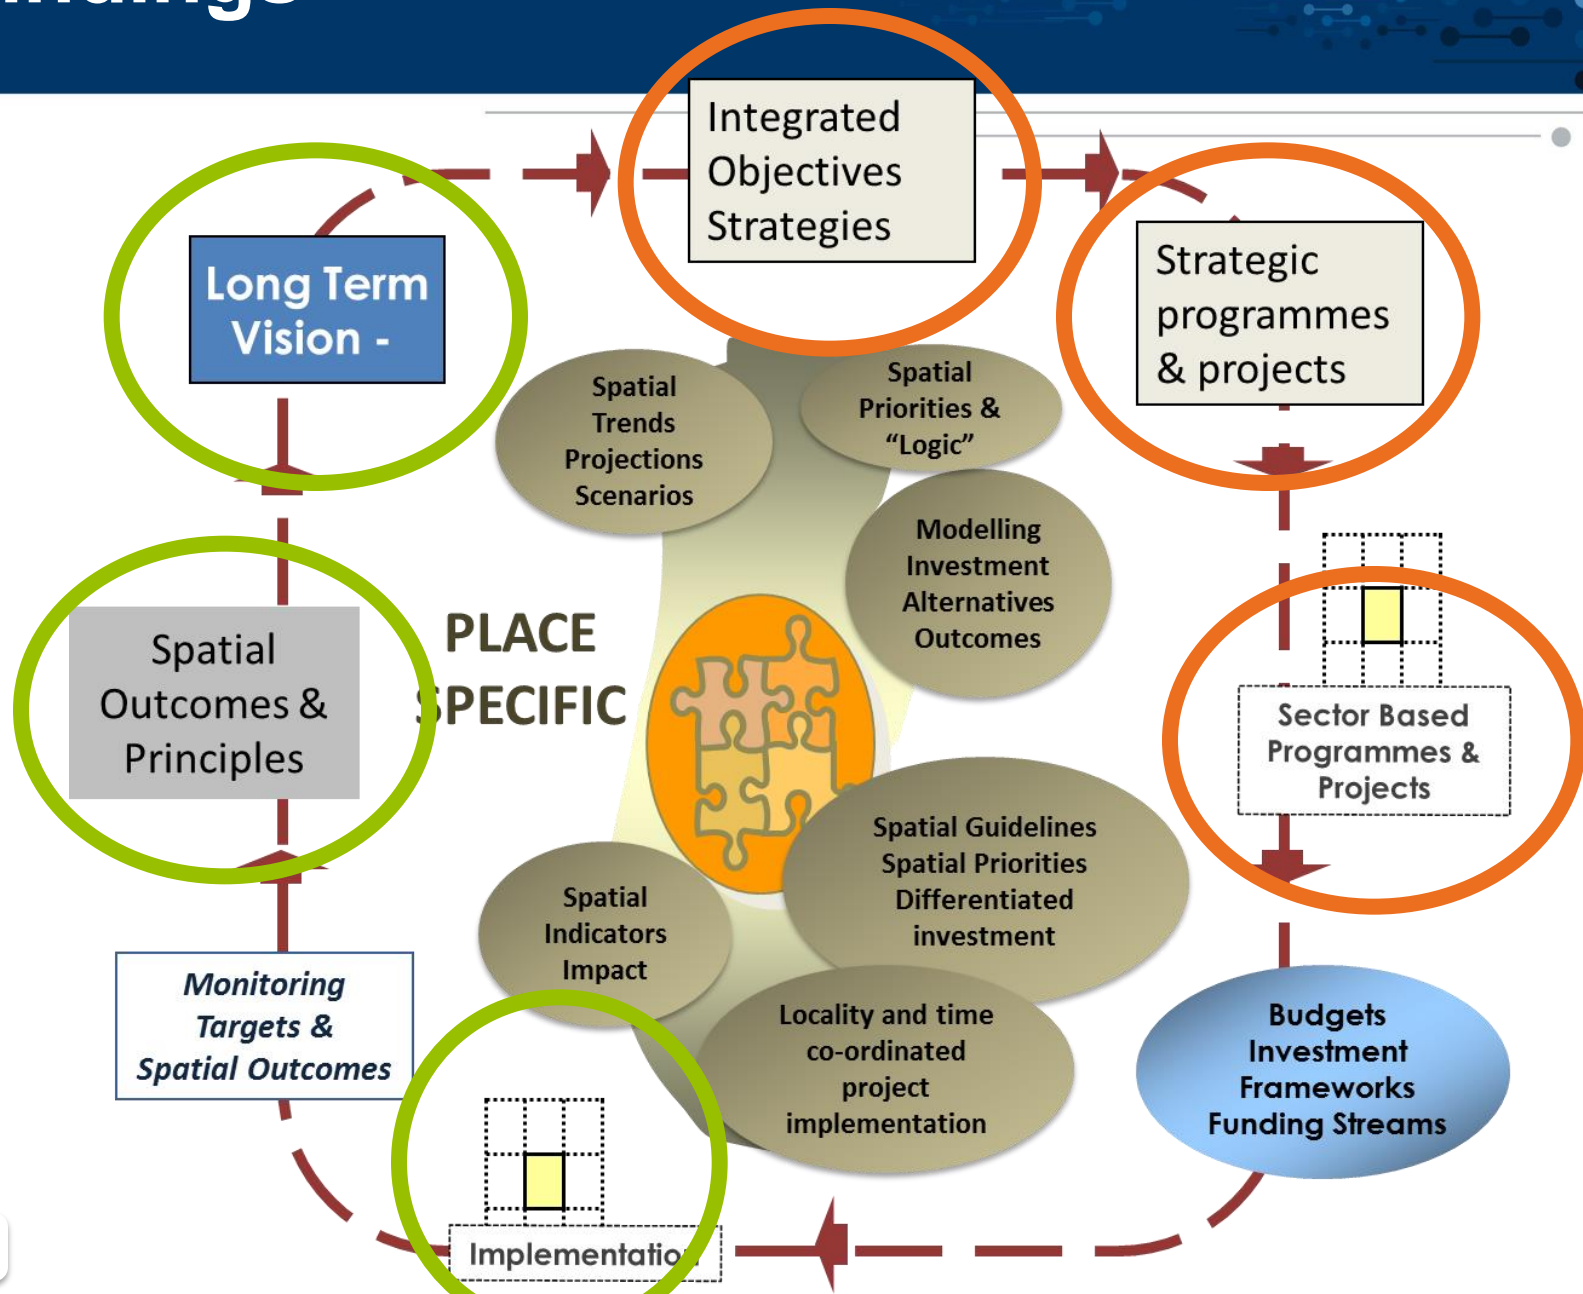 Integrated
Objectives
Strategies
Long Term
Vision -
Strategic
programmes
& projects
Spatial
Trends
Projections
Scenarios
Spatial
Priorities &
“Logic”
Modelling
Investment
Alternatives
Outcomes
PLACE
SPECIFIC
Spatial
Outcomes &
Principles
Sector Based
Programmes &
Projects
Spatial Guidelines
Spatial Priorities
Differentiated
investment
Spatial
Indicators
Impact
Monitoring
Targets &
Spatial Outcomes
Locality and time
co-ordinated
project
implementation
Budgets
Investment
Frameworks
Funding Streams
Implementation